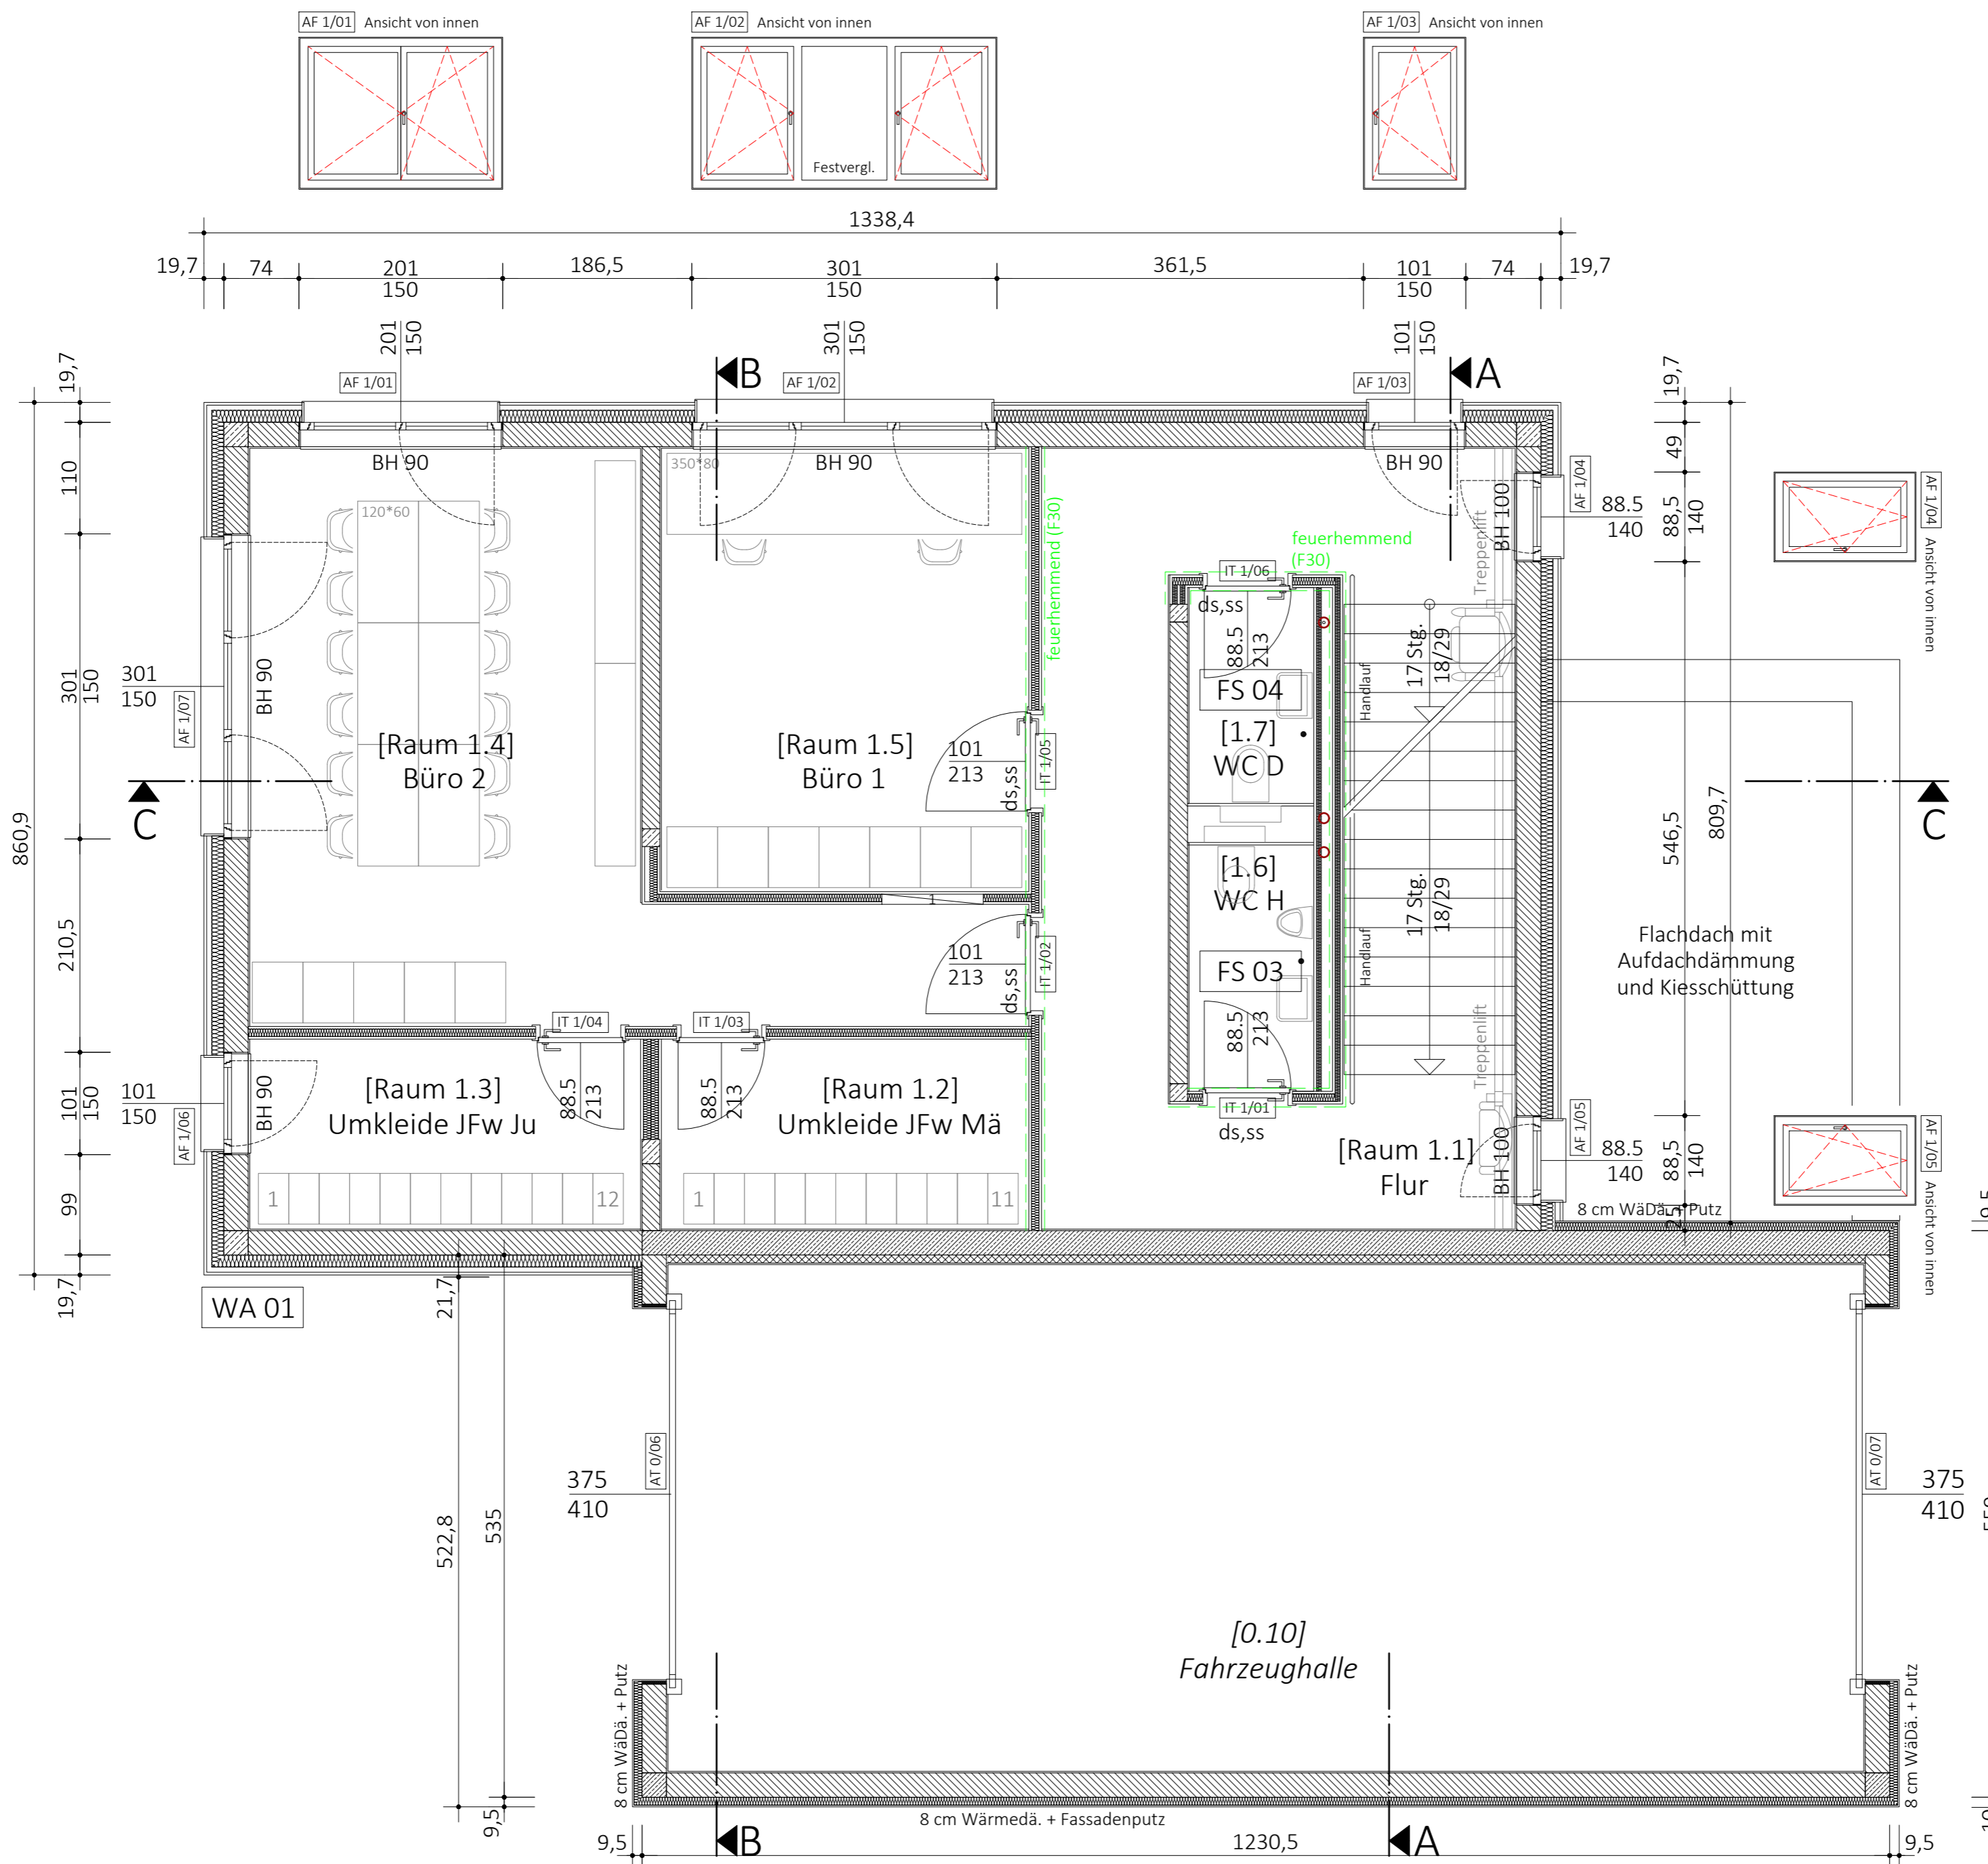 AF 1/01 Ansicht von innen
AF 1/02 Ansicht von innen
AF 1/03 Ansicht von innen
Festvergl.
1338,4
19,7 74 201 186,5 301 361,5 101 74 19,7
150 150 150
201
150
301
150
101
150
AF 1/01
AF 1/02
AF 1/03
B
A
BH 90
BH 90
BH 90
19,7
110
301
150
210,5
101
150
99
19,7
860,9
301
150
AF 1/07
BH 90
101
150
AF 1/06
BH 90
C
120*60
350*80
[Raum 1.4]
Büro 2
[Raum 1.5]
Büro 1
101
213
ds,ss
IT 1/05
feuerhemmend (F30)
feuerhemmend
(F30)
1
101
213
ds,ss
IT 1/02
IT 1/06
ds,ss
88.5
213
FS 04
[1.7]
WC D
[1.6]
WC H
FS 03
88.5
213
IT 1/01
ds,ss
17 Stg.
18/29
Handlauf
17 Stg.
18/29
Handlauf
Treppenlift
Treppenlift
BH 100
BH 100
AF 1/04
88.5
140
AF 1/05
88.5
140
19,7
49
88,5
140
546,5
88,5
140
25
809,7
AF 1/04 Ansicht von innen
AF 1/05 Ansicht von innen
C
Flachdach mit
Aufdachdämmung
und Kiesschüttung
8 cm WäDä. + Putz
IT 1/04
IT 1/03
[Raum 1.3]
Umkleide JFw Ju
88.5
213
88.5
213
[Raum 1.2]
Umkleide JFw Mä
[Raum 1.1]
Flur
1 12
1 11
WA 01
21,7
522,8
535
9,5
375
410
AT 0/06
AT 0/07
375
410
9,5
[0.10]
Fahrzeughalle
8 cm WäDä. + Putz
8 cm WäDä. + Putz
8 cm Wärmedä. + Fassadenputz
9,5 B 1230,5 A 9,5